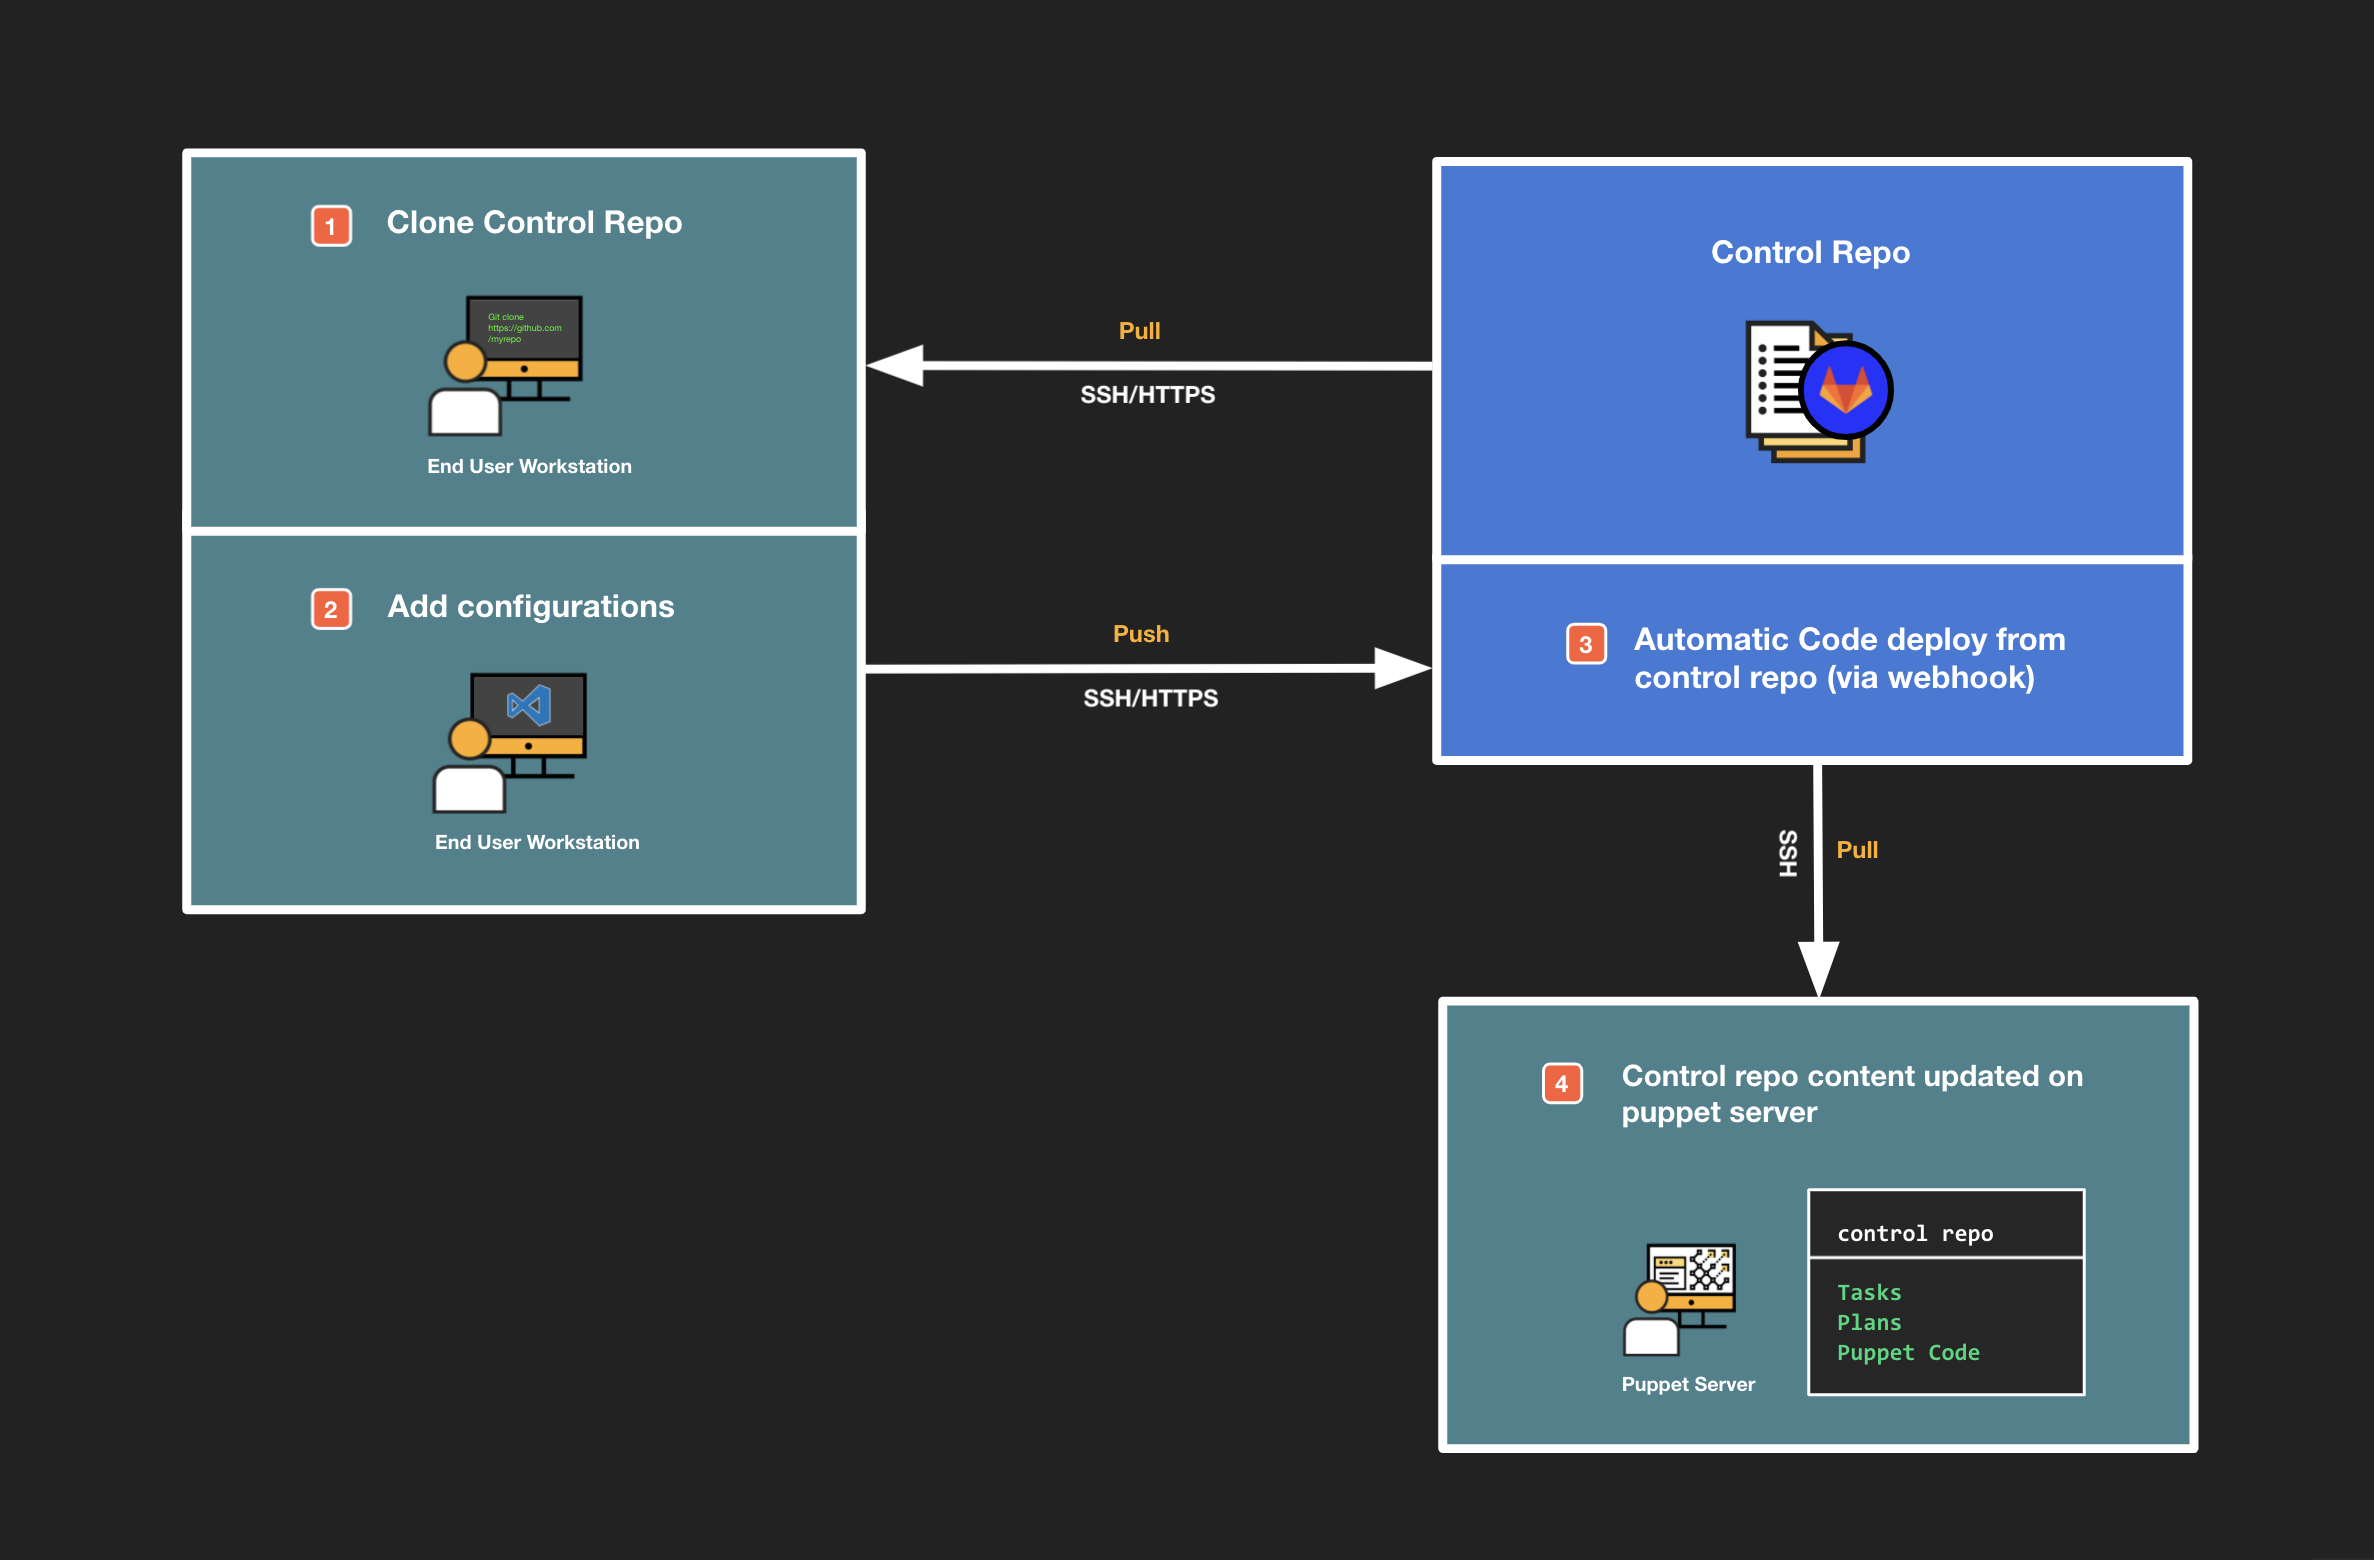 1
Clone Control Repo
Git clone
https://github.com
/myrepo
End User Workstation
Pull
SSH/HTTPS
Control Repo
2
Add configurations
End User Workstation
Push
SSH/HTTPS
3
Automatic Code deploy from
control repo (via webhook)
SSH
Pull
4
Control repo content updated on
puppet server
Puppet Server
control repo
Tasks
Plans
Puppet Code